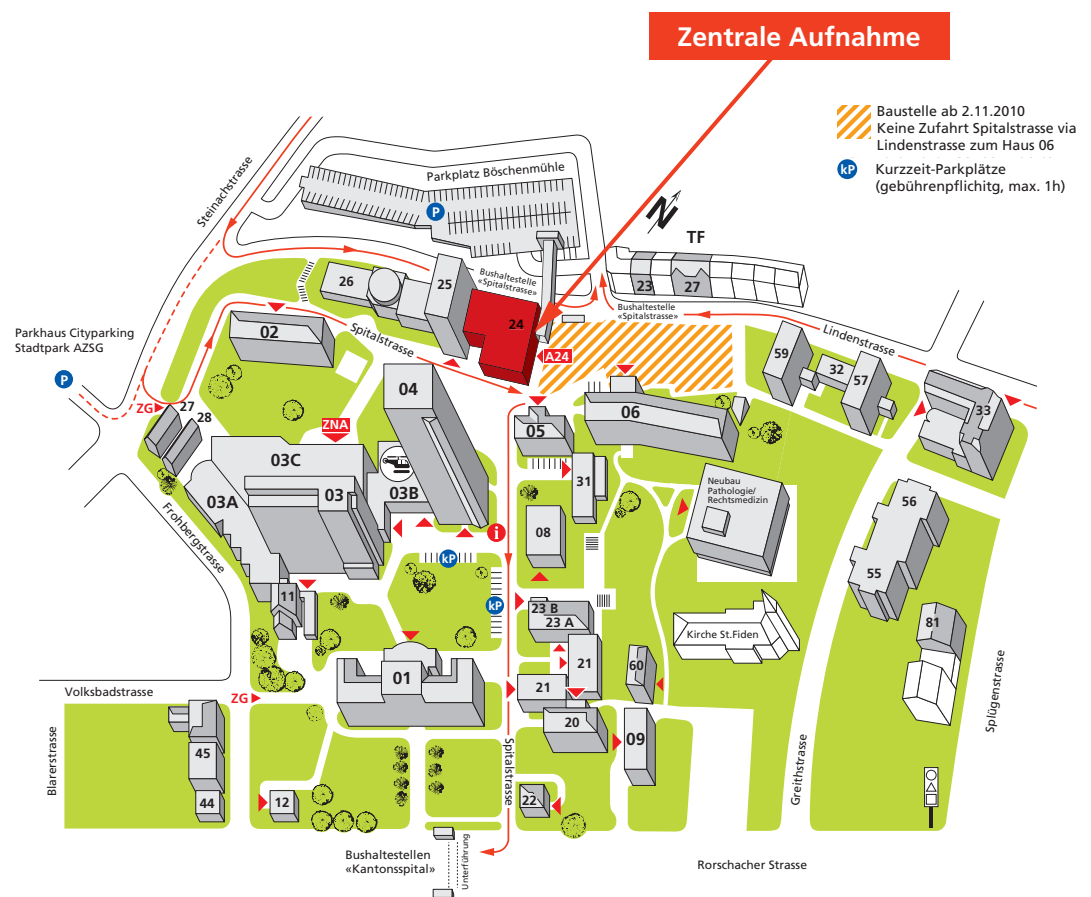 Zentrale Aufnahme
Baustelle ab 2.11.2010
Keine Zufahrt Spitalstrasse via
Lindenstrasse zum Haus 06
kP
Kurzzeit-Parkplätze
(gebührenpflichitg, max. 1h)
Steinachstrasse
Parkplatz Böschenmühle
P
N
TF
23
27
Bushaltestelle
«Spitalstrasse»
26
25
24
Bushaltestelle
«Spitalstrasse»
Lindenstrasse
Parkhaus Cityparking
Stadtpark AZSG
P
02
Spitalstrasse
A24
59
32
57
33
04
06
05
ZG
27
28
ZNA
03C
03
03B
03A
31
Neubau
Pathologie/
Rechtsmedizin
56
55
08
i
kP
kP
Frohbergstrasse
11
23 B
23 A
Kirche St.Fiden
81
01
21
21
60
Volksbadstrasse
ZG
20
09
Blarerstrasse
45
44
12
22
Spitalstrasse
Greithstrasse
Splügenstrasse
Bushaltestellen
«Kantonsspital»
Unterführung
Rorschacher Strasse